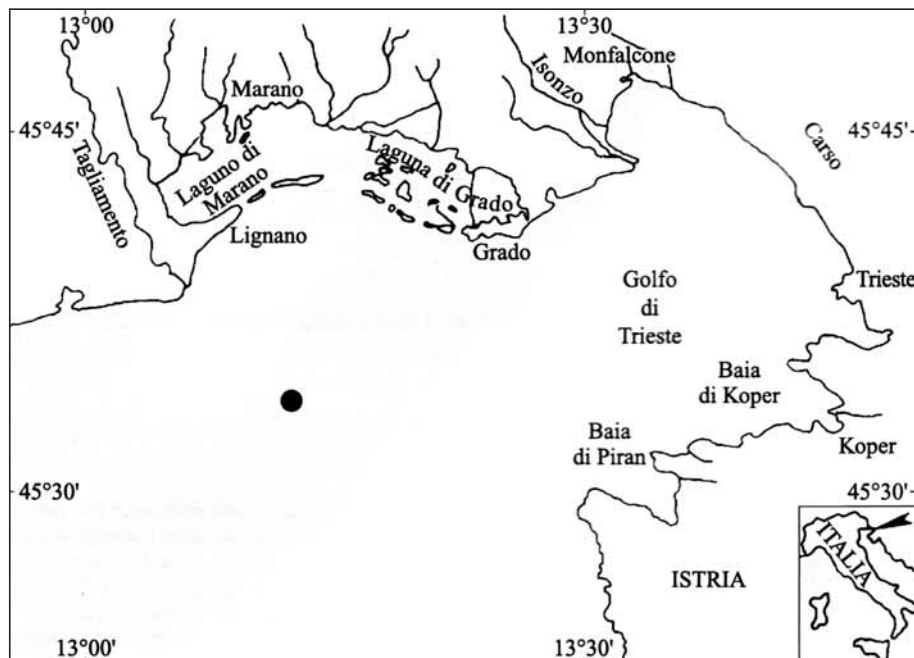 13°00
13°30
Monfalcone
Isonzo
Marano
45°45'
45°45'
Carso
Tagliamento
Laguno di
Marano
Laguna di Grado
Lignano
Grado
Golfo
di
Trieste
Trieste
Baia
di Koper
Baia
di Piran
Koper
45°30'
45°30'
ITALIA
ISTRIA
13°00'
13°30'